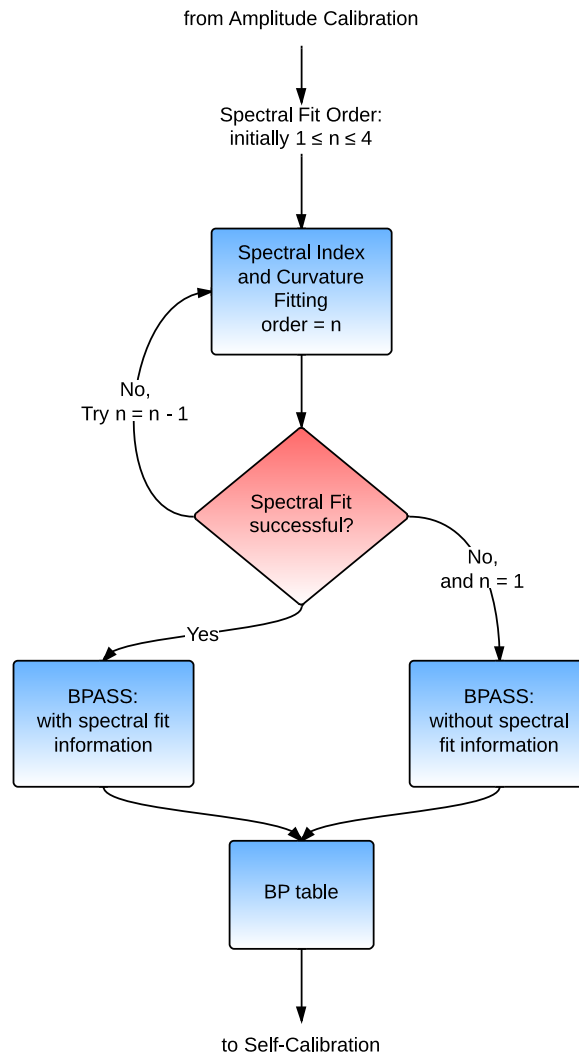 from Amplitude Calibration
Spectral Fit Order:
initially 1 ≤ n ≤ 4
Spectral Index
and Curvature
Fitting
order = n
No,
Try n = n - 1
Spectral Fit
successful?
No,
and n = 1
Yes
BPASS:
with spectral fit
information
BPASS:
without spectral
fit information
BP table
to Self-Calibration